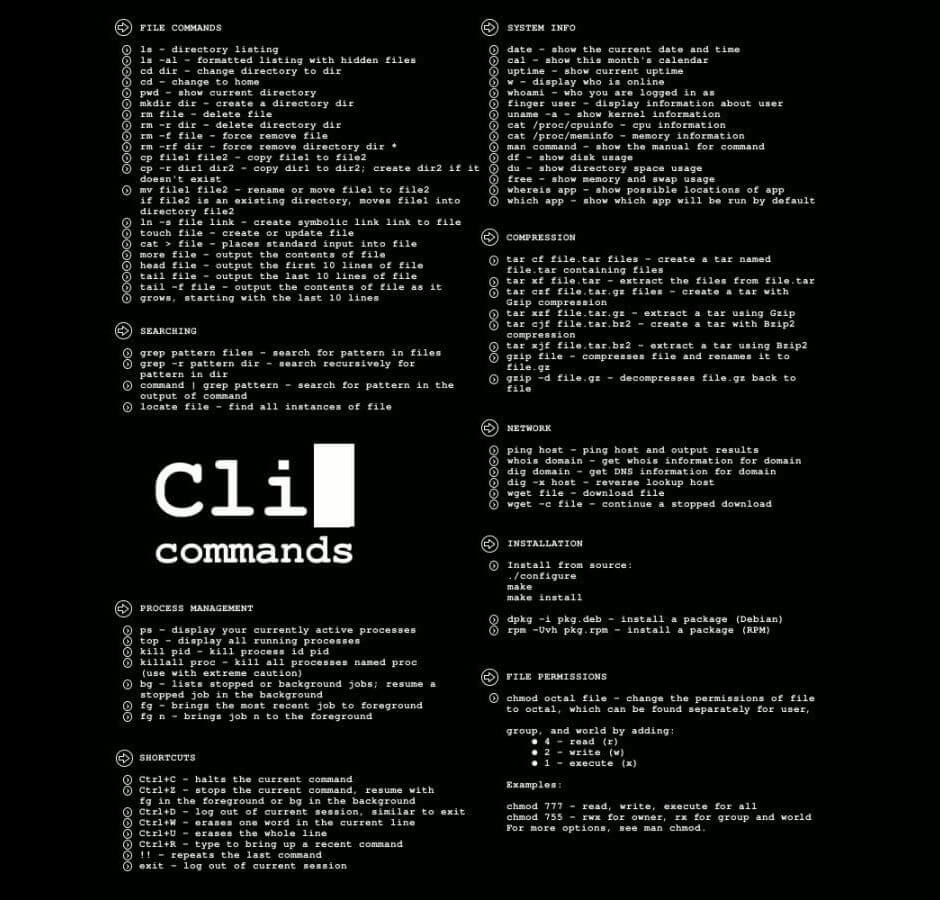 FILE COMMANDS
ls - directory listing
ls -al - formatted listing with hidden files
cd dir - change directory to dir
cd - change to home
pwd - show current directory
mkdir dir - create a directory dir
rm file - delete file
rm -r dir - delete directory dir
rm -f file - force remove file
rm -rf dir - force remove directory dir *
cp file1 file2 - copy file1 to file2
cp -r dir1 dir2 - copy dir1 to dir2; create dir2 if it
doesn't exist
mv file1 file2 - rename or move file1 to file2
if file2 is an existing directory, moves file1 into
directory file2
ln -s file link - create symbolic link link to file
touch file - create or update file
cat > file - places standard input into file
more file - output the contents of file
head file - output the first 10 lines of file
tail file - output the last 10 lines of file
tail -f file - output the contents of file as it
grows, starting with the last 10 lines
SEARCHING
grep pattern files - search for pattern in files
grep -r pattern dir - search recursively for
pattern in dir
command | grep pattern - search for pattern in the
output of command
locate file - find all instances of file
Cli
commands
PROCESS MANAGEMENT
ps - display your currently active processes
top - display all running processes
kill pid - kill process id pid
killall proc - kill all processes named proc
(use with extreme caution)
bg - lists stopped or background jobs; resume a
stopped job in the background
fg - brings the most recent job to foreground
fg n - brings job n to the foreground
SHORTCUTS
Ctrl+C - halts the current command
Ctrl+Z - stops the current command, resume with
fg in the foreground or bg in the background
Ctrl+D - log out of current session, similar to exit
Ctrl+W - erases one word in the current line
Ctrl+U - erases the whole line
Ctrl+R - type to bring up a recent command
!! - repeats the last command
exit - log out of current session
SYSTEM INFO
date - show the current date and time
cal - show this month's calendar
uptime - show current uptime
w - display who is online
whoami - who you are logged in as
finger user - display information about user
uname -a - show kernel information
cat /proc/cpuinfo - cpu information
cat /proc/meminfo - memory information
man command - show the manual for command
df - show disk usage
du - show directory space usage
free - show memory and swap usage
whereis app - show possible locations of app
which app - show which app will be run by default
COMPRESSION
tar cf file.tar files - create a tar named
file.tar containing files
tar xf file.tar - extract the files from file.tar
tar czf file.tar.gz files - create a tar with
Gzip compression
tar xzf file.tar.gz - extract a tar using Gzip
tar cjf file.tar.bz2 - create a tar with Bzip2
compression
tar xjf file.tar.bz2 - extract a tar using Bzip2
gzip file - compresses file and renames it to
file.gz
gzip -d file.gz - decompresses file.gz back to
file
NETWORK
ping host - ping host and output results
whois domain - get whois information for domain
dig domain - get DNS information for domain
dig -x host - reverse lookup host
wget file - download file
wget -c file - continue a stopped download
INSTALLATION
Install from source:
./configure
make
make install
dpkg -i pkg.deb - install a package (Debian)
rpm -Uvh pkg.rpm - install a package (RPM)
FILE PERMISSIONS
chmod octal file - change the permissions of file
to octal, which can be found separately for user,
group, and world by adding:
● 4 - read (r)
● 2 - write (w)
● 1 - execute (x)
Examples:
chmod 777 - read, write, execute for all
chmod 755 - rwx for owner, rx for group and world
For more options, see man chmod.